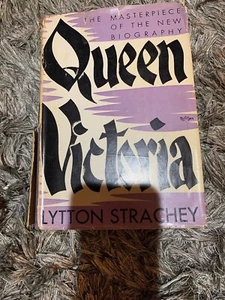 THE MASTERPIECE
OF THE NEW
BIOGRAPHY
Queen
Victoria
LYTTON STRACHEY